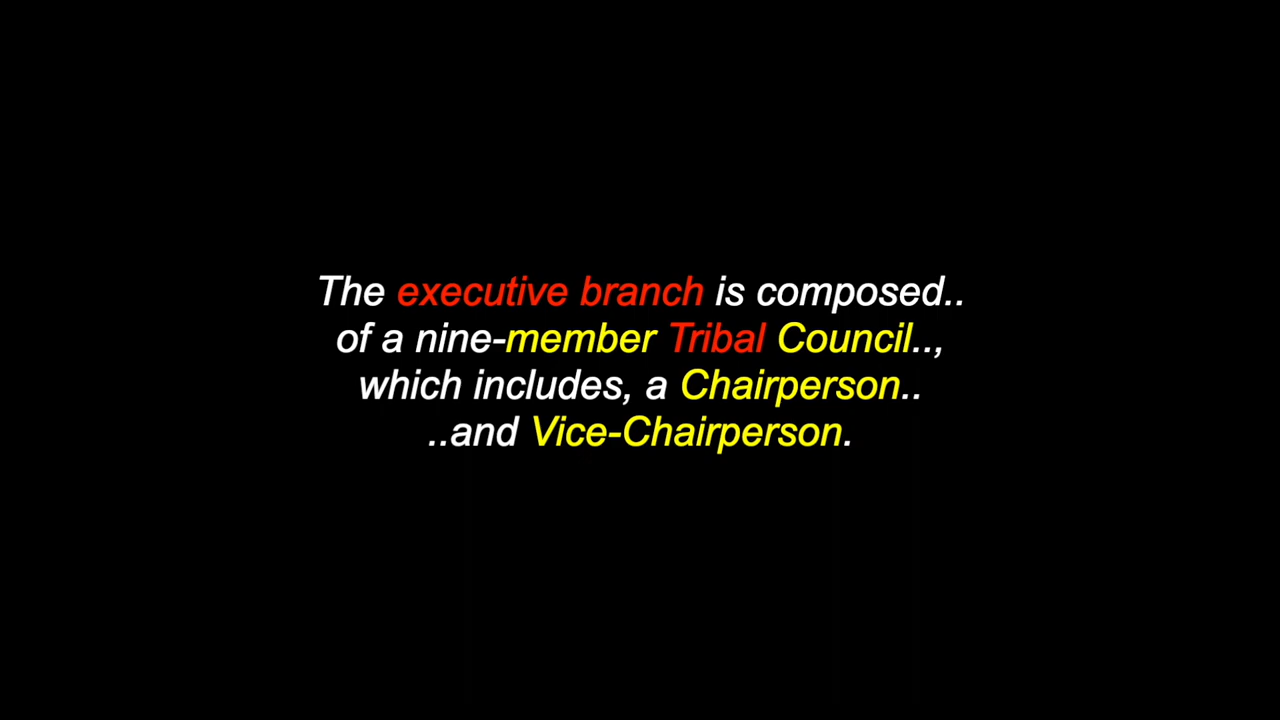 The executive branch is composed..
of a nine-member Tribal Council..,
which includes, a Chairperson..
..and Vice-Chairperson.